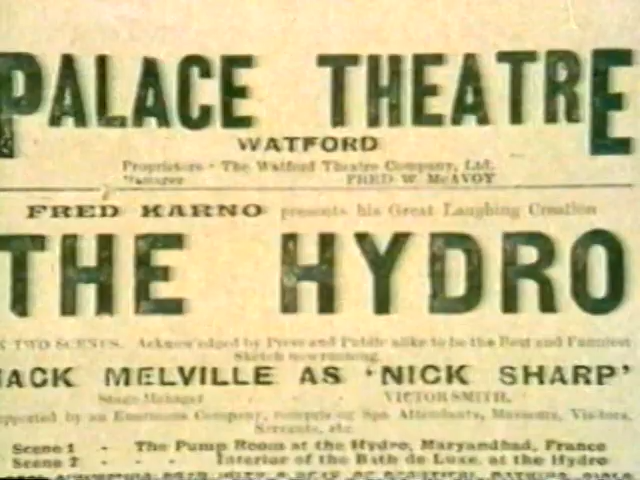 PALACE THEATRE
WATFORD
Proprietors - The Watford Theatre Company, Ltd.
Manager FRED W. McAVOY
FRED KARNO presents his Great Laughing Creation
THE HYDRO
TWO SCENES. Acknowledged by Press and Public alike to be the Best and Funniest
Sketch now running.
JACK MELVILLE AS 'NICK SHARP'
Stage Manager VICTOR SMITH.
Supported by an Enormous Company, comprising Spa Attendants, Masseurs, Visitors,
Servants, etc.
Scene 1 - The Pump Room at the Hydro, Maryandbad, France
Scene 2 - - - Interior of the Bath de Luxe, at the Hydro